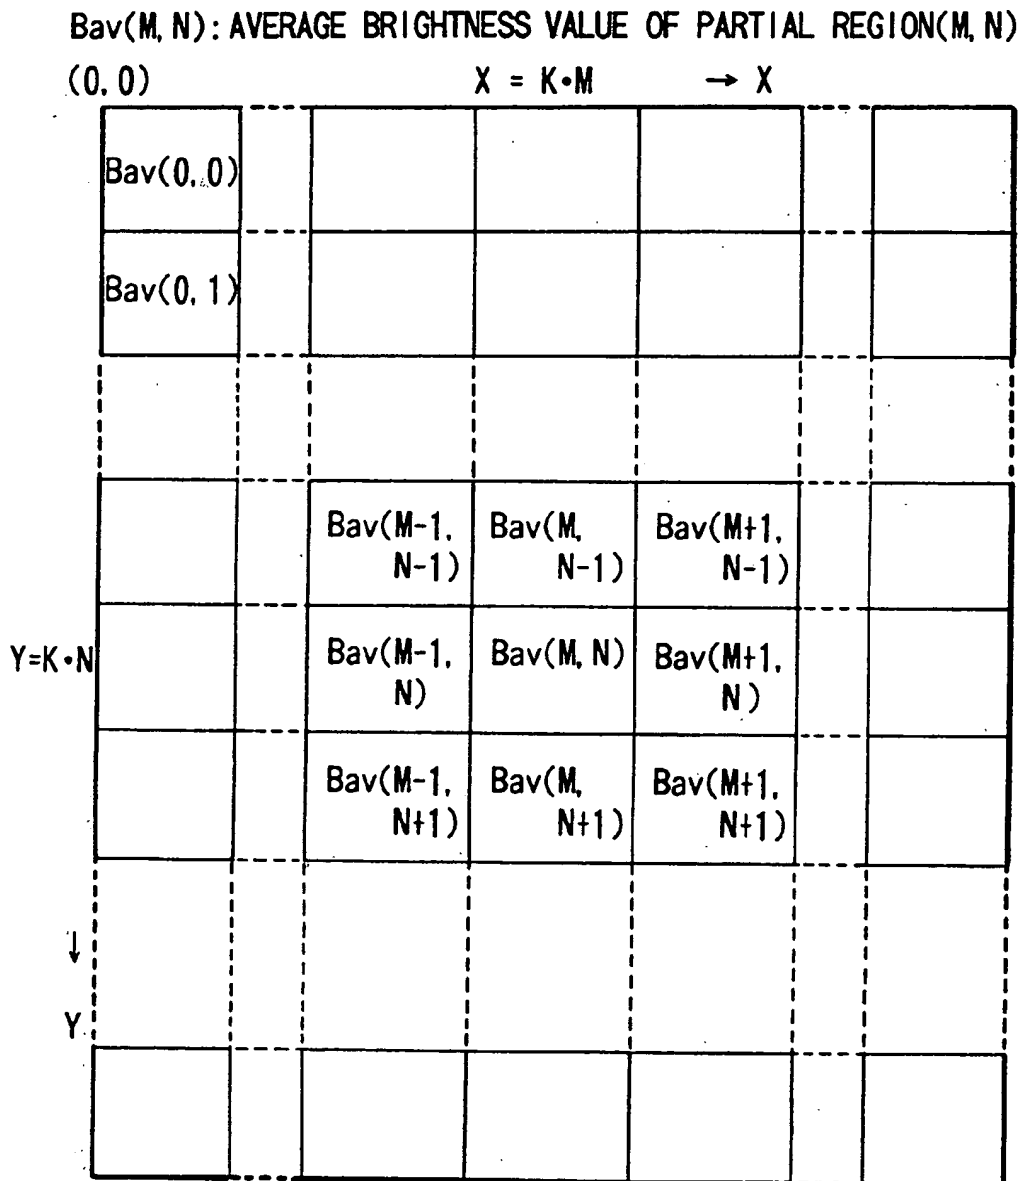 Bav(M, N): AVERAGE BRIGHTNESS VALUE OF PARTIAL REGION(M, N)
(0, 0) X = K•M → X
Bav(0, 0)
Bav(0, 1)
Bav(M-1, Bav(M, Bav(M+1,
N-1) N-1) N-1)
Y=K•N Bav(M-1, Bav(M, N) Bav(M+1,
N) N)
Bav(M-1, Bav(M, Bav(M+1,
N+1) N+1) N+1)
↓
Y